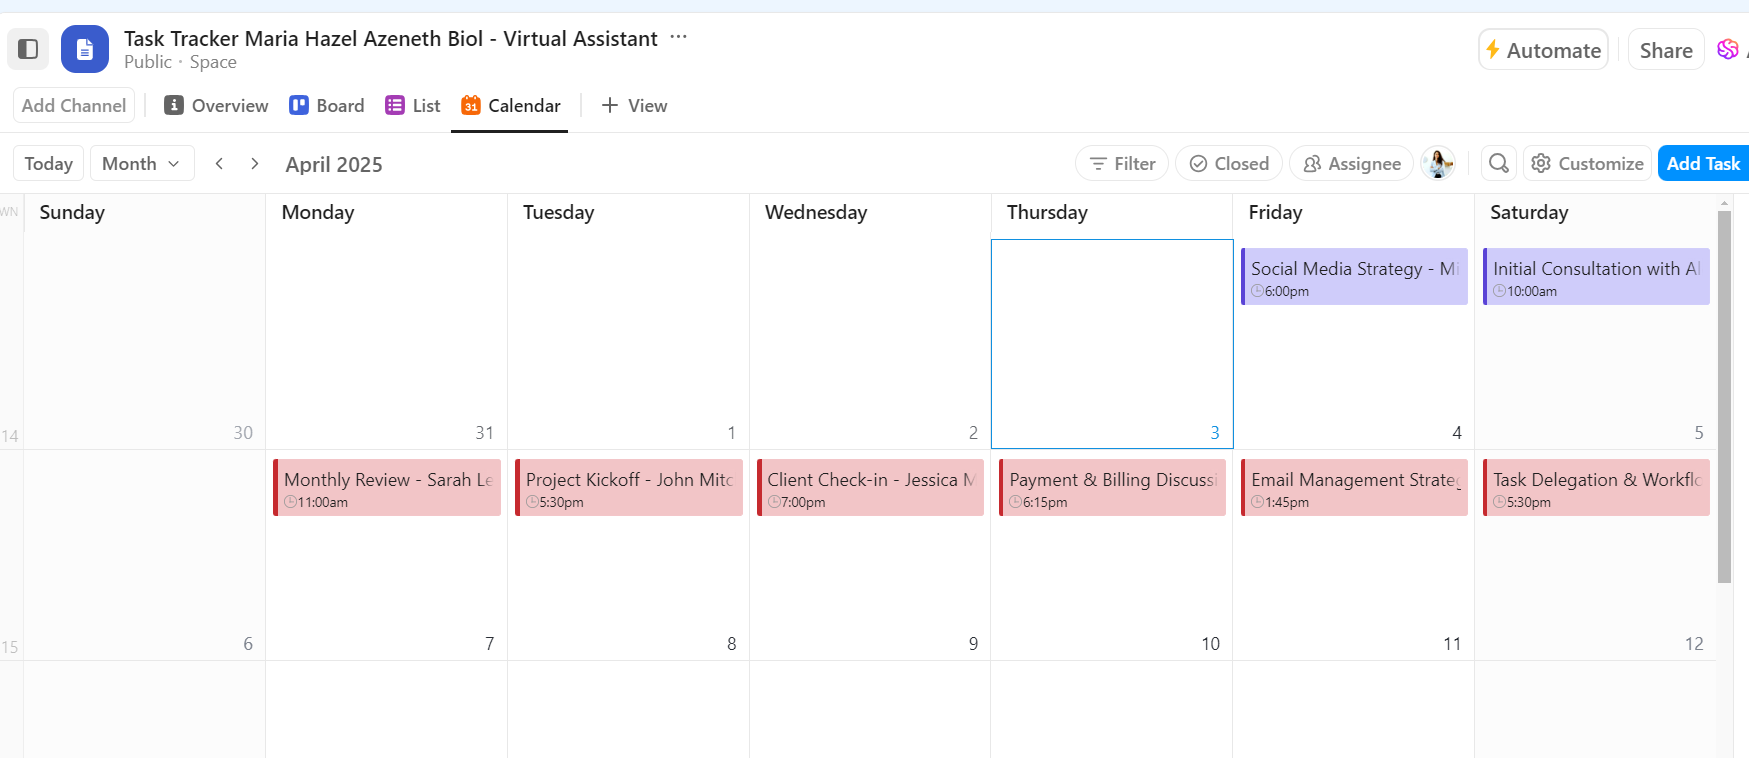 Task Tracker Maria Hazel Azeneth Biol - Virtual Assistant ...
Public · Space
Automate
Share
Add Channel
Overview
Board
List
31 Calendar
+ View
Today
Month
April 2025
Filter
Closed
Assignee
Customize
Add Task
WN
Sunday
Monday
Tuesday
Wednesday
Thursday
Friday
Saturday
Social Media Strategy - Mi
6:00pm
Initial Consultation with Al
10:00am
14
30
31
1
2
3
4
5
Monthly Review - Sarah Le
11:00am
Project Kickoff - John Mitc
5:30pm
Client Check-in - Jessica M
7:00pm
Payment & Billing Discussi
6:15pm
Email Management Strateg
1:45pm
Task Delegation & Workflo
5:30pm
15
6
7
8
9
10
11
12